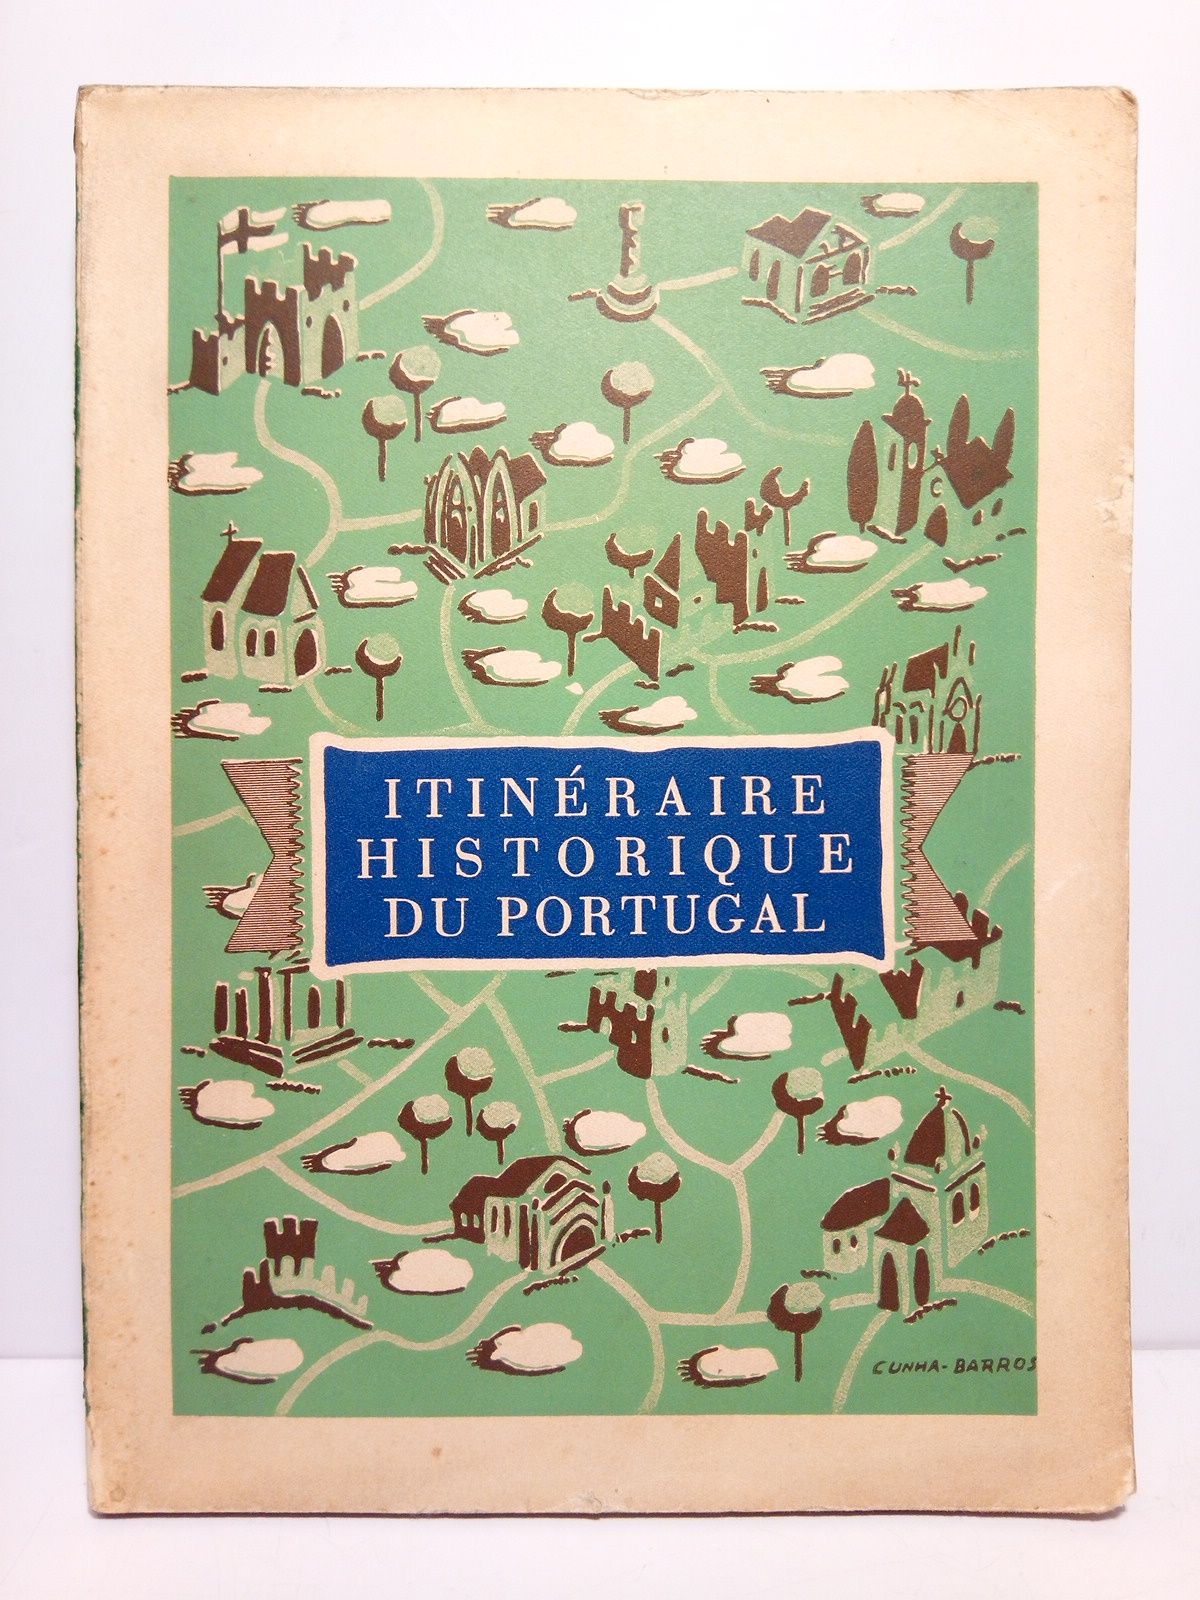 ITINÉRAIRE
HISTORIQUE
DU PORTUGAL
CUNHA-BARROS